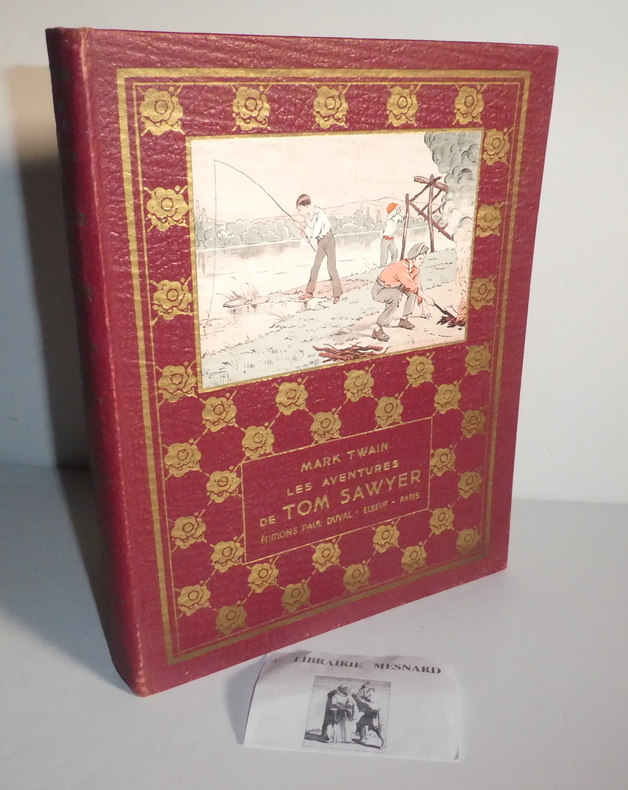 MARK TWAIN
LES AVENTURES
DE TOM SAWYER
ÉDITIONS PAUL DUVAL - ELBEUF - PARIS
LIBRAIRIE MESNARD